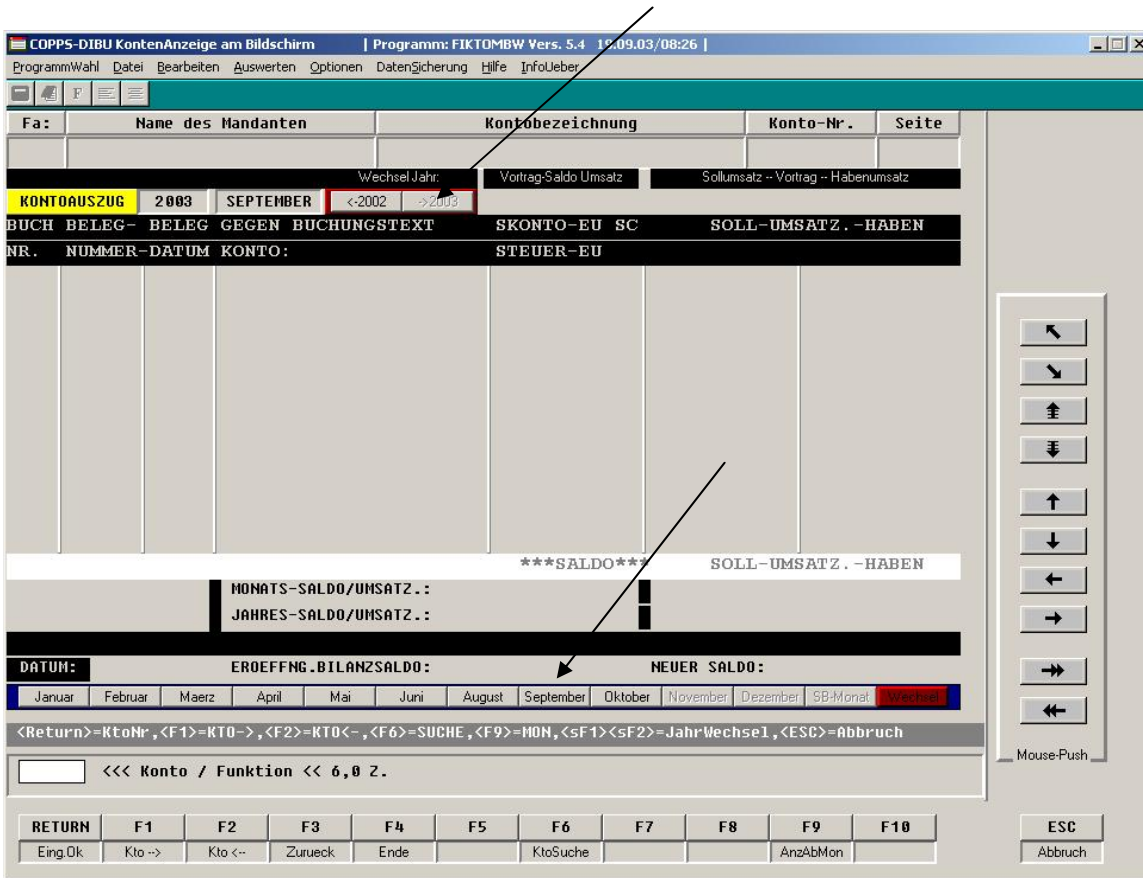 COPPS-DIBU KontenAnzeige am Bildschirm | Programm: FIKTOMBW Vers. 5.4 19.09.03/08:26 |
ProgrammWahl Datei Bearbeiten Auswerten Optionen DatenSicherung Hilfe InfoUeber
F
Fa: Name des Mandanten Kontobezeichnung Konto-Nr. Seite
Wechsel Jahr: Vortrag-Saldo Umsatz Sollumsatz -- Vortrag -- Habenumsatz
KONTOAUSZUG 2003 SEPTEMBER <-2002 ->2003
BUCH BELEG- BELEG GEGEN BUCHUNGSTEXT SKONTO-EU SC SOLL-UMSATZ.-HABEN
NR. NUMMER-DATUM KONTO: STEUER-EU
***SALDO*** SOLL-UMSATZ.-HABEN
MONATS-SALDO/UMSATZ.:
JAHRES-SALDO/UMSATZ.:
DATUM: EROEFFNG.BILANZSALDO: NEUER SALDO:
Januar Februar Maerz April Mai Juni August September Oktober November Dezember SB-Monat Wechsel
<Return>=KtoNr,<F1>=KTO->,<F2>=KTO<-,<F6>=SUCHE,<F9>=MON,<sF1><sF2>=JahrWechsel,<ESC>=Abbruch
<<< Konto / Funktion << 6,0 Z.
Mouse-Push
RETURN F1 F2 F3 F4 F5 F6 F7 F8 F9 F10 ESC
Eing.Ok Kto --> Kto <-- Zurueck Ende KtoSuche AnzAbMon Abbruch